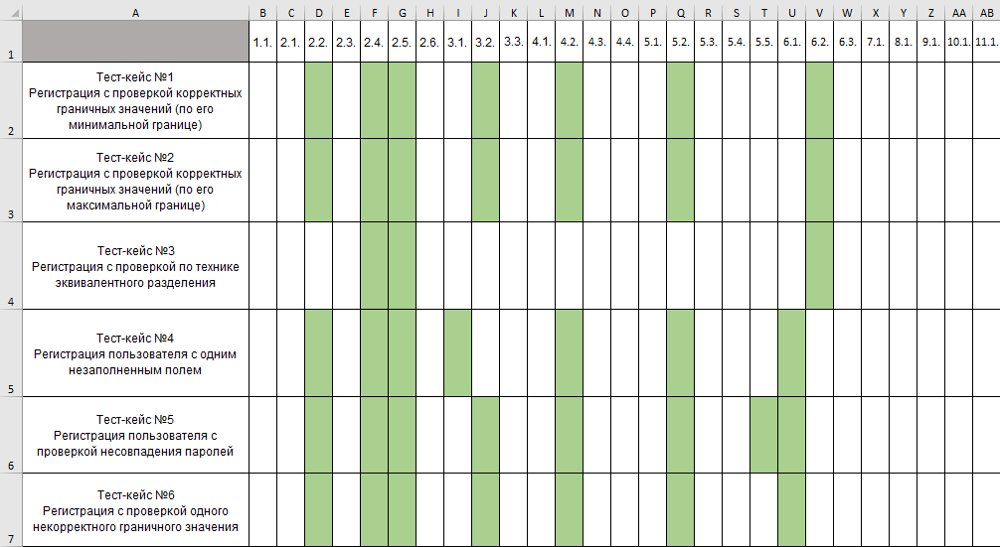 A B C D E F G H I J K L M N O P Q R S T U V W X Y Z AA AB
1 1.1. 2.1. 2.2. 2.3. 2.4. 2.5. 2.6. 3.1. 3.2. 3.3. 4.1. 4.2. 4.3. 4.4. 5.1. 5.2. 5.3. 5.4. 5.5. 6.1. 6.2. 6.3. 7.1. 8.1. 9.1. 10.1. 11.1.
Тест-кейс №1
Регистрация с проверкой корректных
граничных значений (по его
минимальной границе)
2
Тест-кейс №2
Регистрация с проверкой корректных
граничных значений (по его
максимальной границе)
3
Тест-кейс №3
Регистрация с проверкой по технике
эквивалентного разделения
4
Тест-кейс №4
Регистрация пользователя с одним
незаполненным полем
5
Тест-кейс №5
Регистрация пользователя с
проверкой несовпадения паролей
6
Тест-кейс №6
Регистрация с проверкой одного
некорректного граничного значения
7